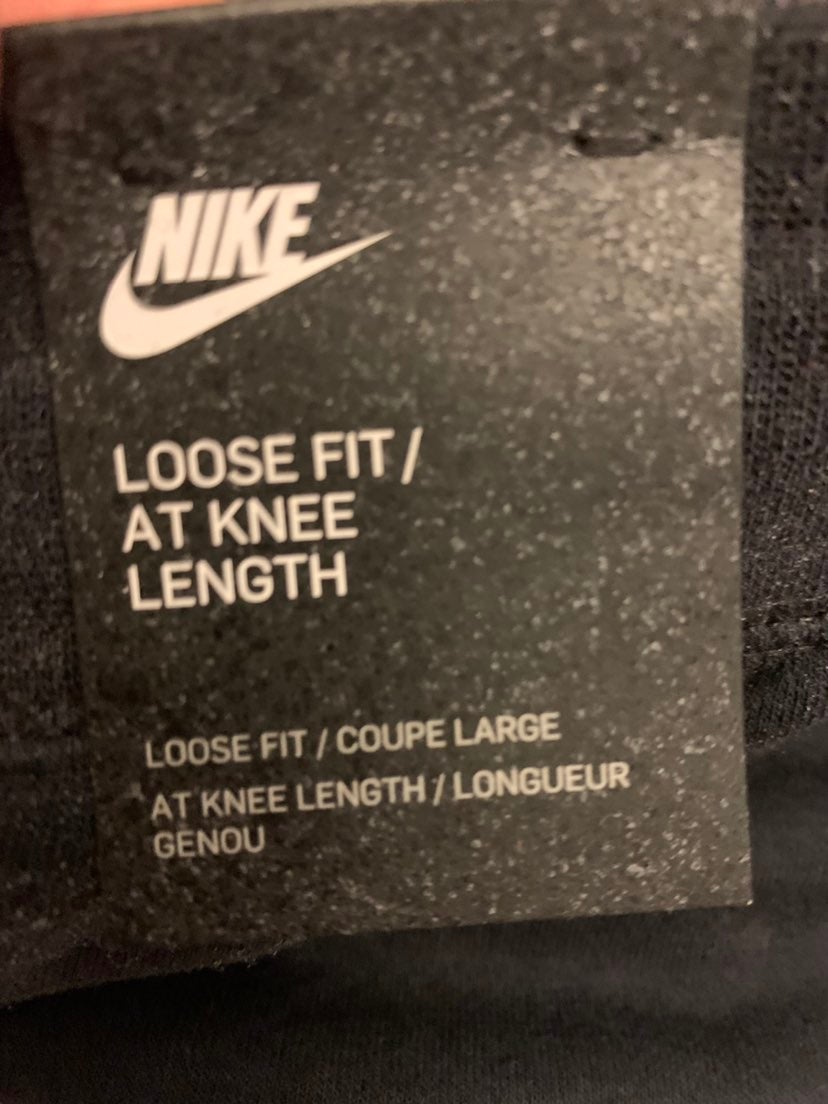 NIKE
LOOSE FIT /
AT KNEE
LENGTH
LOOSE FIT / COUPE LARGE
AT KNEE LENGTH / LONGUEUR
GENOU